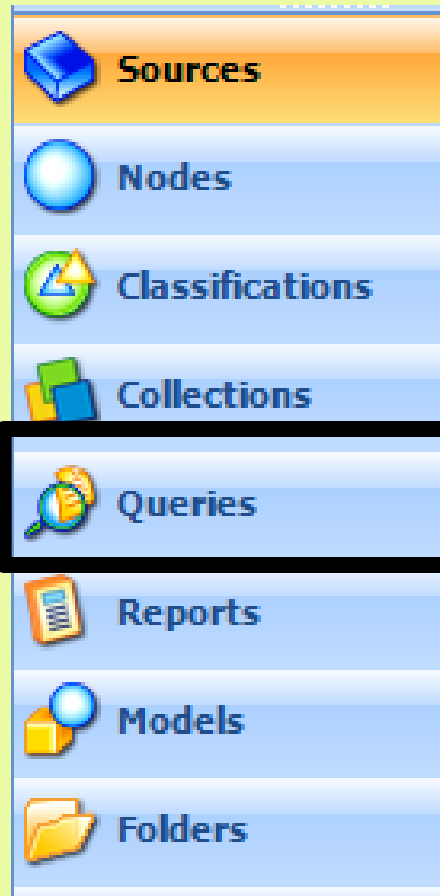 Sources
Nodes
Classifications
Collections
Queries
Reports
Models
Folders